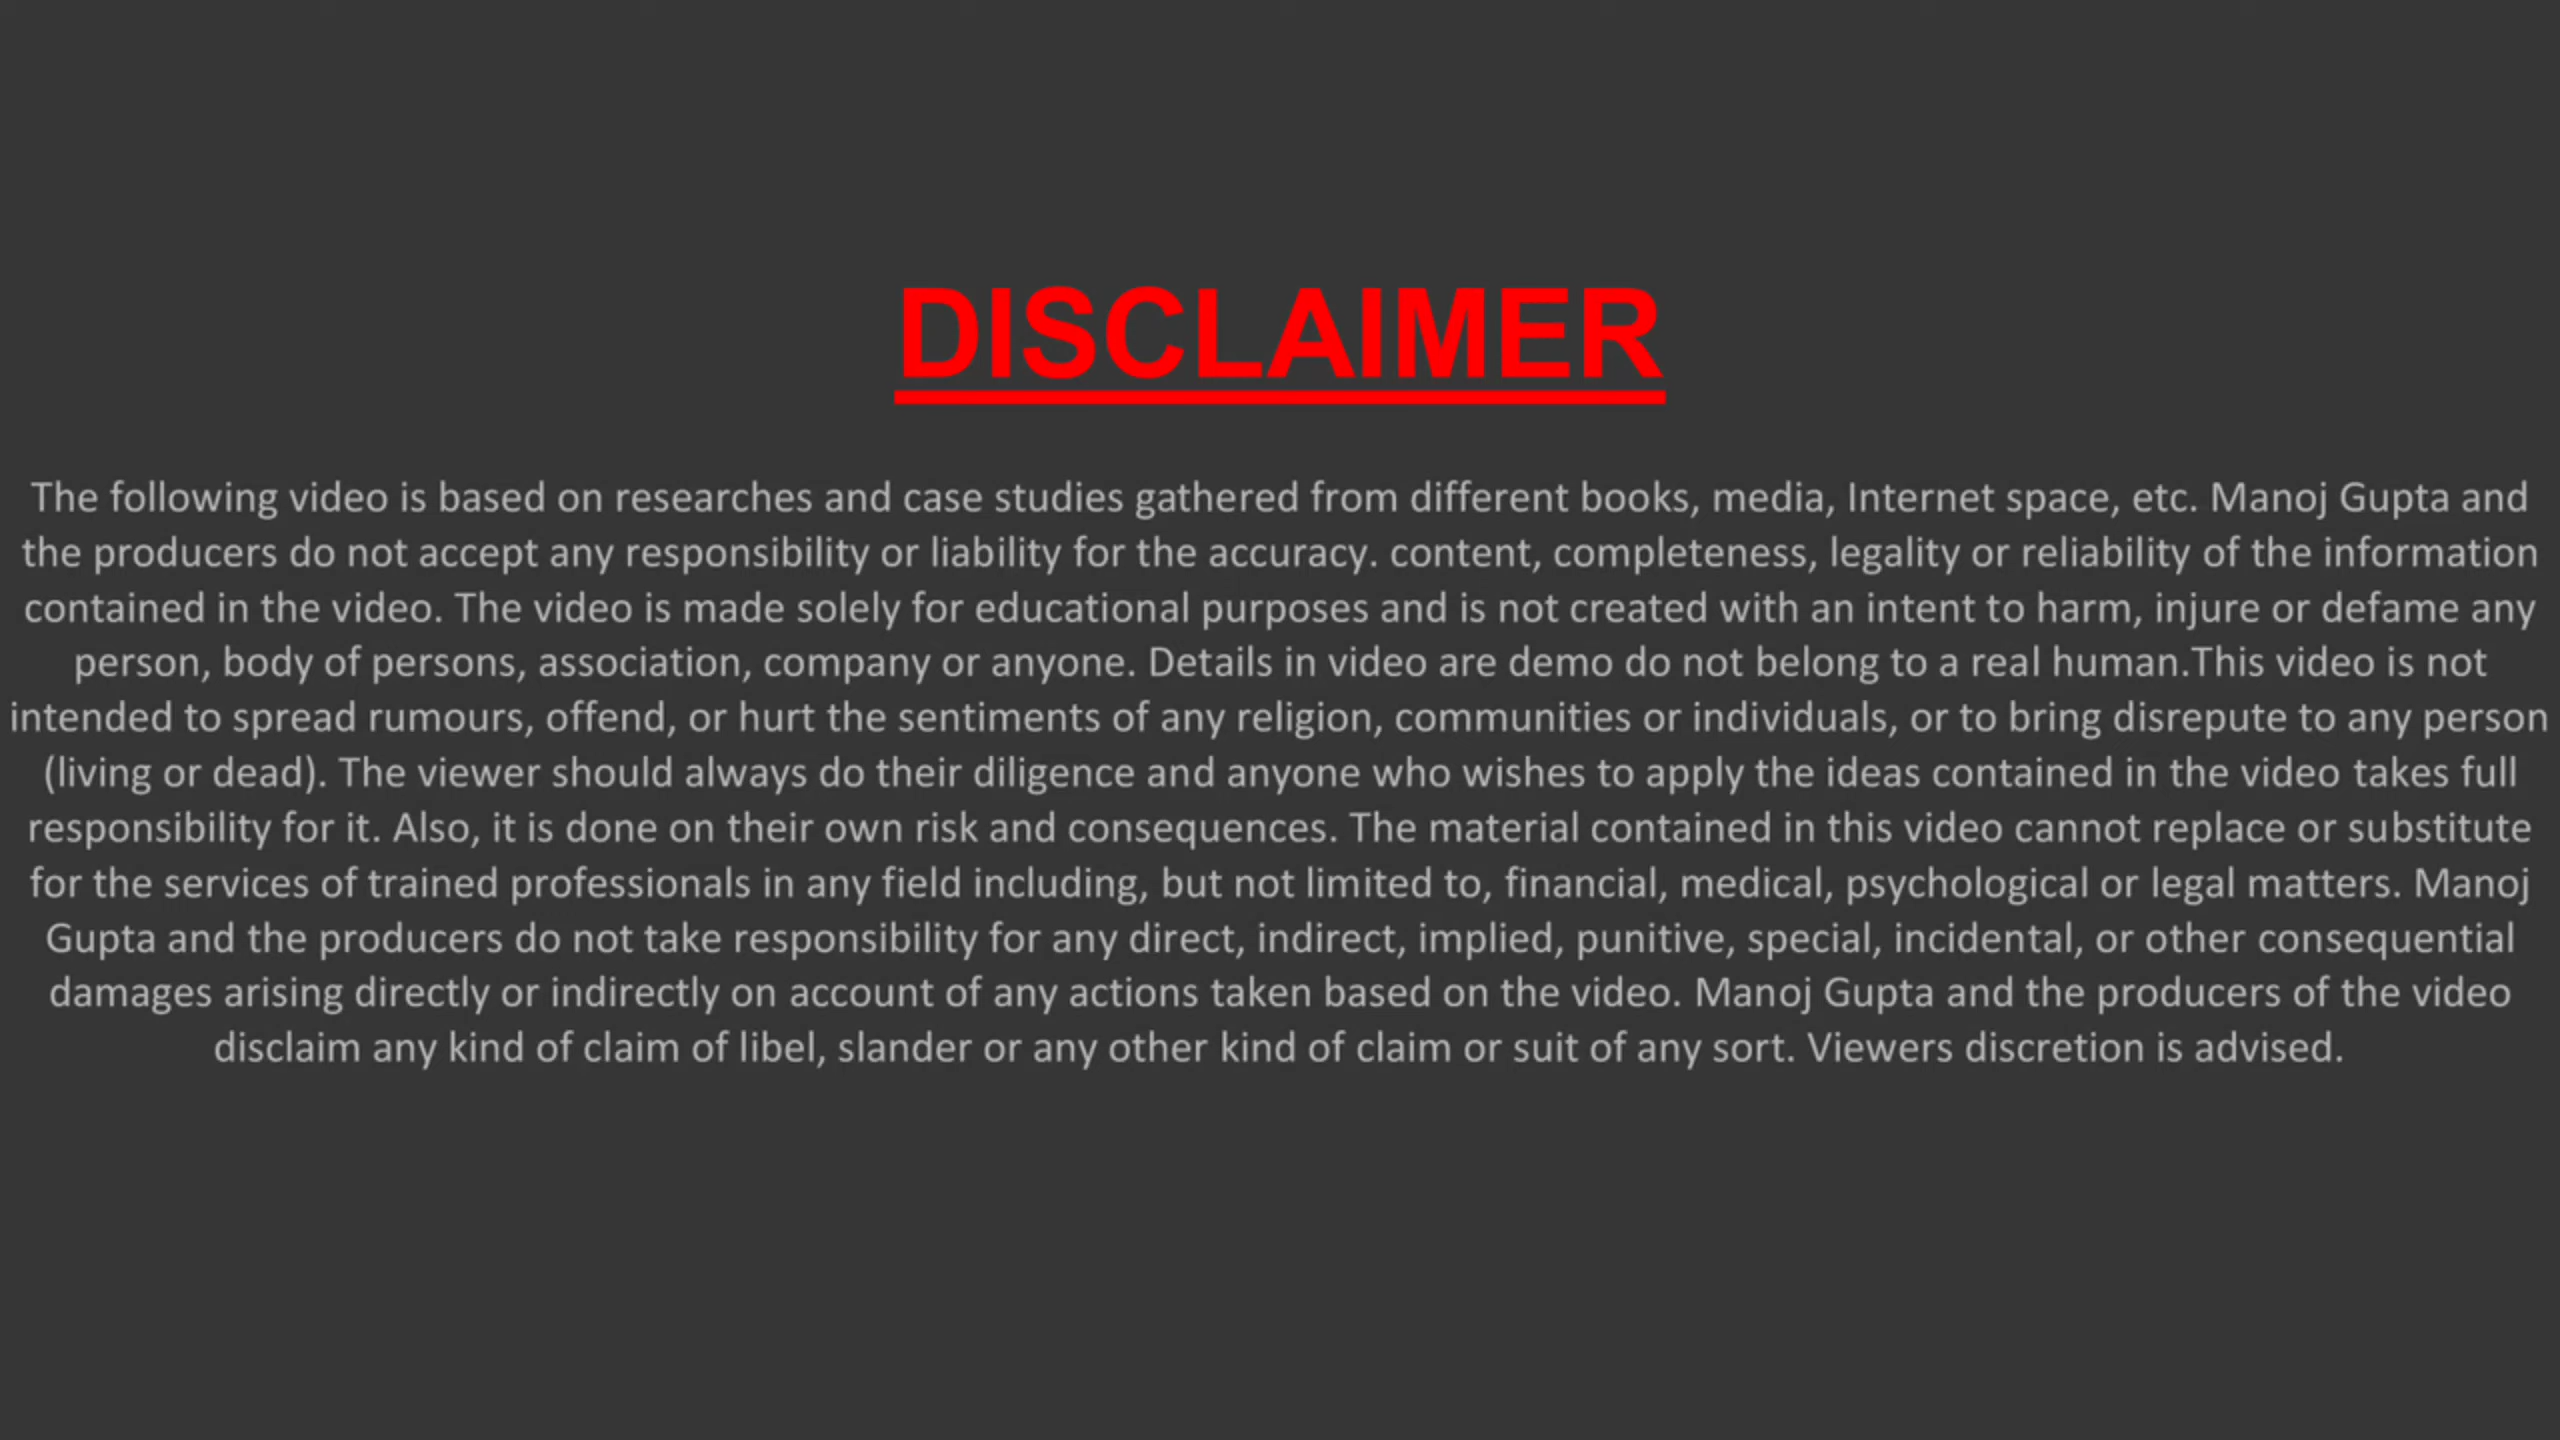 DISCLAIMER
The following video is based on researches and case studies gathered from different books, media, Internet space, etc. Manoj Gupta and
the producers do not accept any responsibility or liability for the accuracy. content, completeness, legality or reliability of the information
contained in the video. The video is made solely for educational purposes and is not created with an intent to harm, injure or defame any
person, body of persons, association, company or anyone. Details in video are demo do not belong to a real human.This video is not
intended to spread rumours, offend, or hurt the sentiments of any religion, communities or individuals, or to bring disrepute to any person
(living or dead). The viewer should always do their diligence and anyone who wishes to apply the ideas contained in the video takes full
responsibility for it. Also, it is done on their own risk and consequences. The material contained in this video cannot replace or substitute
for the services of trained professionals in any field including, but not limited to, financial, medical, psychological or legal matters. Manoj
Gupta and the producers do not take responsibility for any direct, indirect, implied, punitive, special, incidental, or other consequential
damages arising directly or indirectly on account of any actions taken based on the video. Manoj Gupta and the producers of the video
disclaim any kind of claim of libel, slander or any other kind of claim or suit of any sort. Viewers discretion is advised.